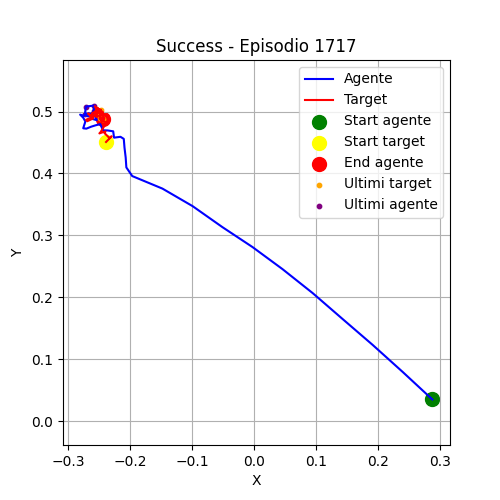 Success - Episodio 1717
Agente
Target
Start agente
Start target
End agente
Ultimi target
Ultimi agente
Y
0.5
0.4
0.3
0.2
0.1
0.0
−0.3
−0.2
−0.1
0.0
0.1
0.2
0.3
X